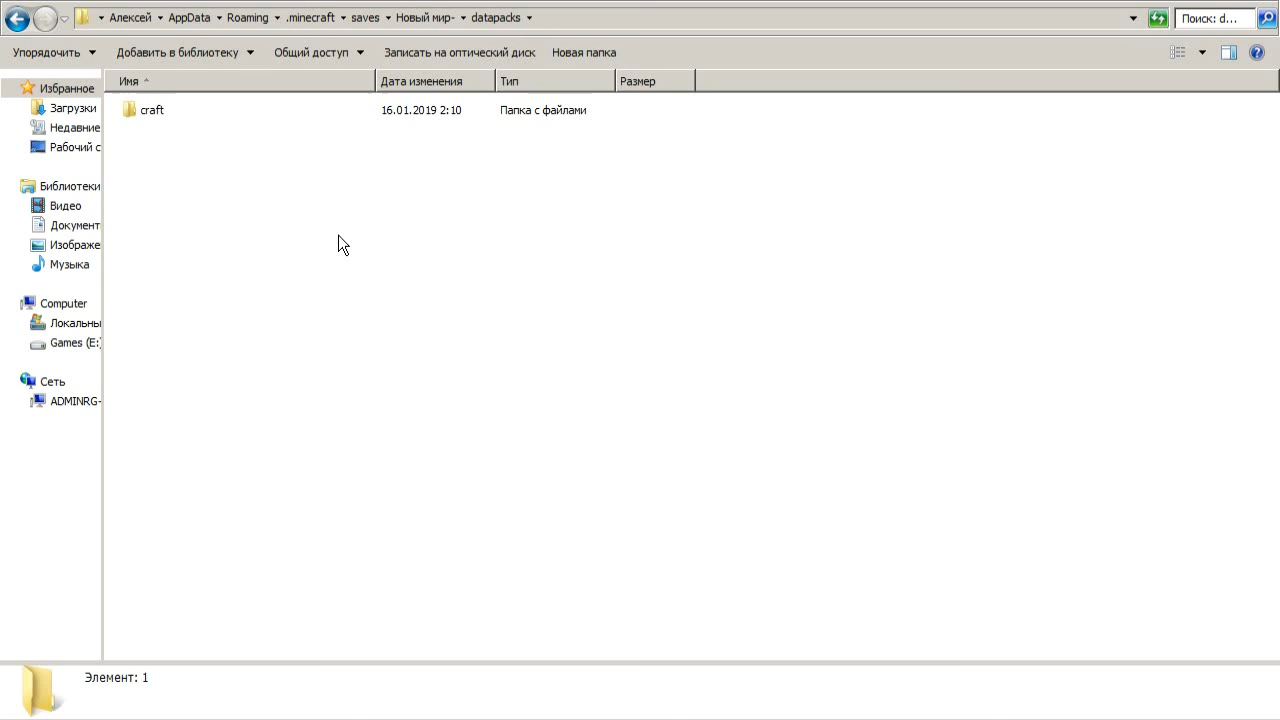 Алексей AppData Roaming .minecraft saves Новый мир- datapacks
Поиск: d...
Упорядочить Добавить в библиотеку Общий доступ Записать на оптический диск Новая папка
Имя Дата изменения Тип Размер
craft 16.01.2019 2:10 Папка с файлами
Избранное
Загрузки
Недавние
Рабочий с
Библиотеки
Видео
Документ
Изображе
Музыка
Computer
Локальны
Games (E:)
Сеть
ADMINRG-
Элемент: 1